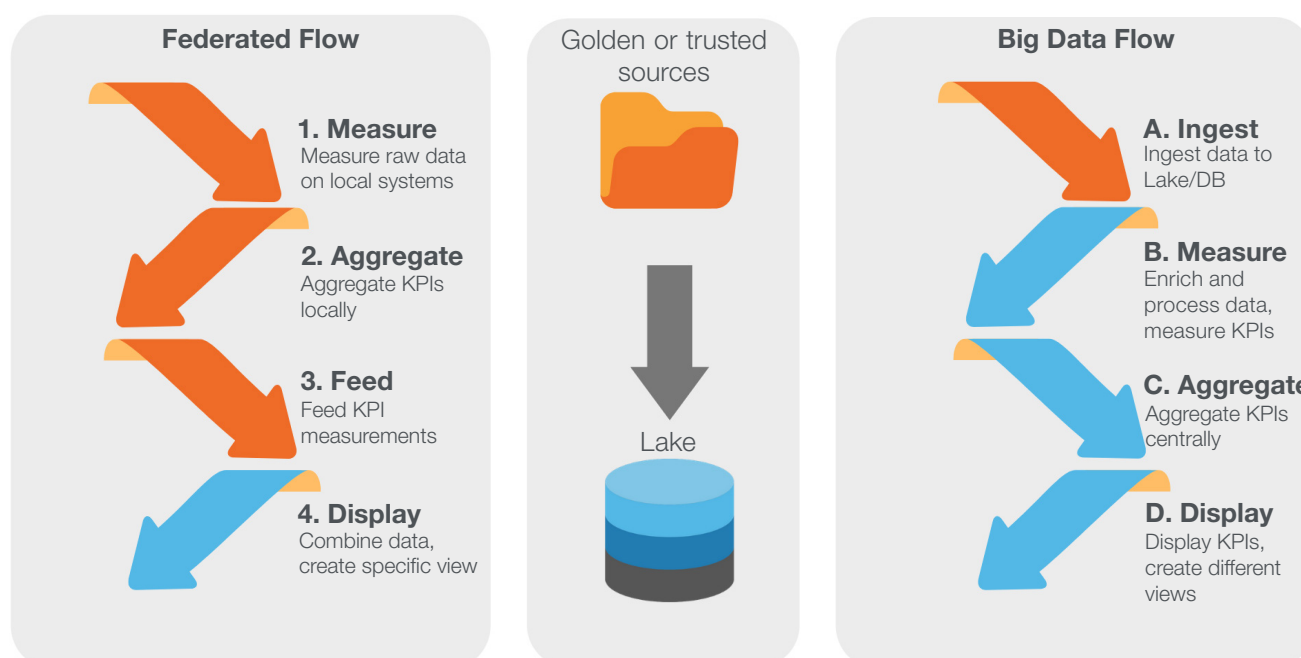 Federated Flow
1. Measure
Measure raw data
on local systems
2. Aggregate
Aggregate KPIs
locally
3. Feed
Feed KPI
measurements
4. Display
Combine data,
create specific view
Golden or trusted
sources
Lake
Big Data Flow
A. Ingest
Ingest data to
Lake/DB
B. Measure
Enrich and
process data,
measure KPIs
C. Aggregate
Aggregate KPIs
centrally
D. Display
Display KPIs,
create different
views